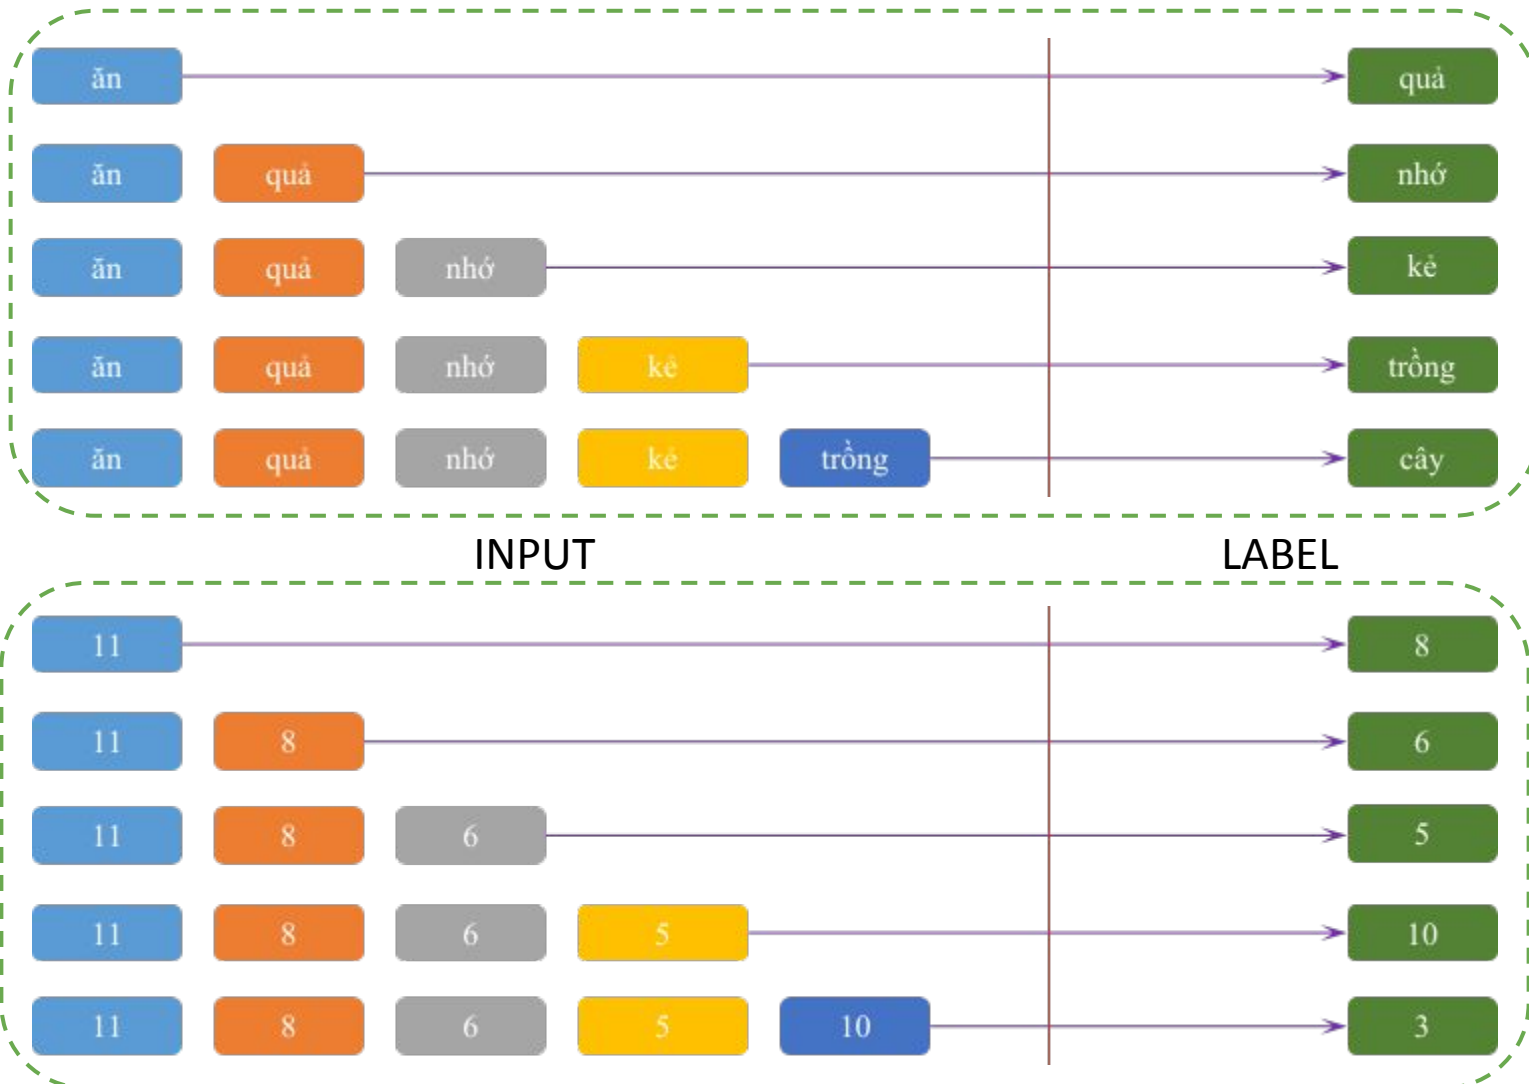 ăn quả
ăn quả nhớ
ăn quả nhớ kẻ
ăn quả nhớ kẻ trồng
ăn quả nhớ kẻ trồng cây
INPUT LABEL
11 8
11 8 6
11 8 6 5
11 8 6 5 10
11 8 6 5 10 3